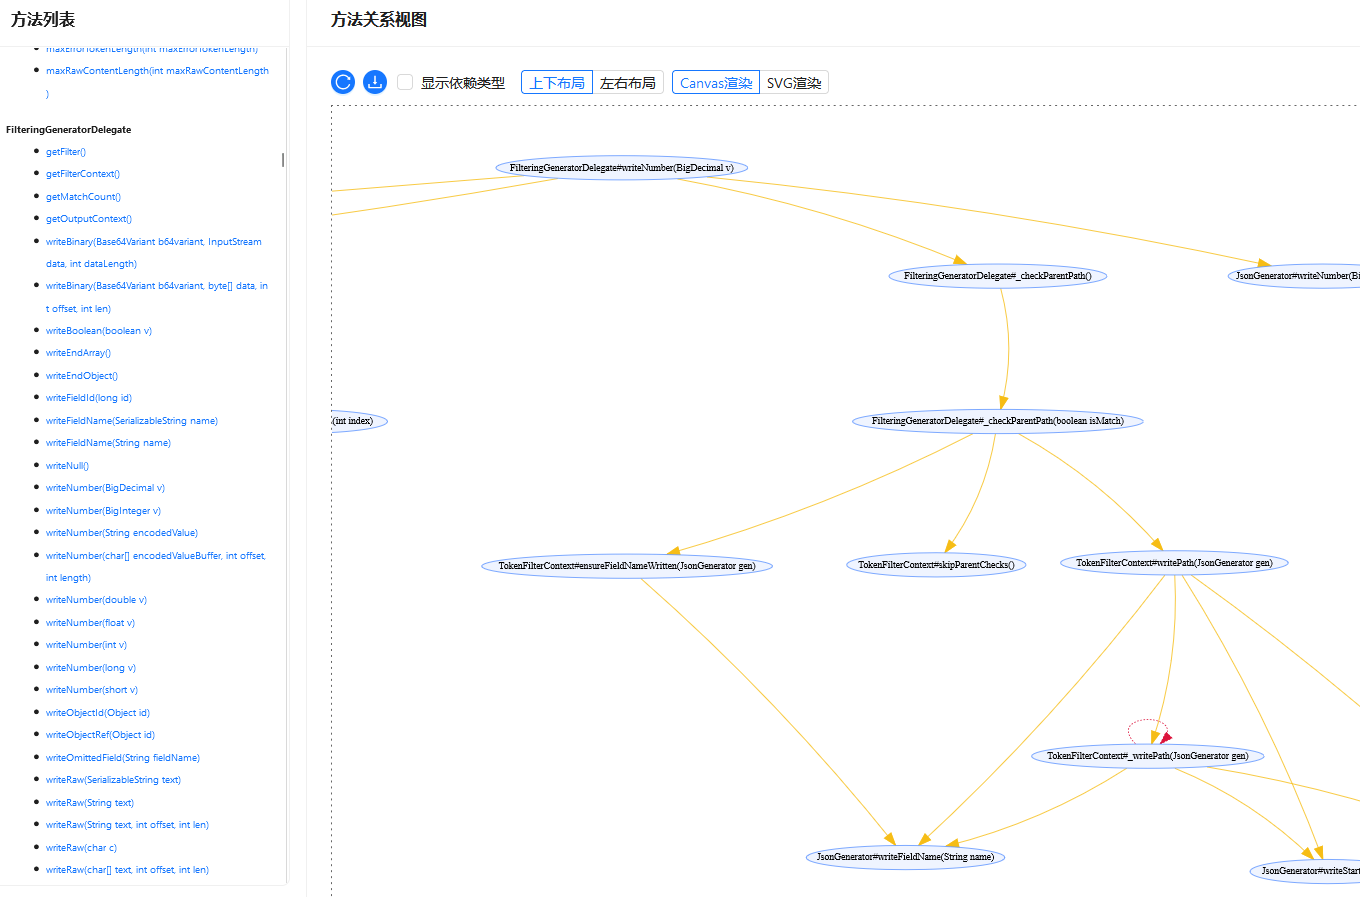 方法列表
maxErrorTokenLength(int maxErrorTokenLength)
maxRawContentLength(int maxRawContentLength
)
FilteringGeneratorDelegate
getFilter()
getFilterContext()
getMatchCount()
getOutputContext()
writeBinary(Base64Variant b64variant, InputStream
data, int dataLength)
writeBinary(Base64Variant b64variant, byte[] data, in
t offset, int len)
writeBoolean(boolean v)
writeEndArray()
writeEndObject()
writeFieldId(long id)
writeFieldName(SerializableString name)
writeFieldName(String name)
writeNull()
writeNumber(BigDecimal v)
writeNumber(BigInteger v)
writeNumber(String encodedValue)
writeNumber(char[] encodedValueBuffer, int offset,
int length)
writeNumber(double v)
writeNumber(float v)
writeNumber(int v)
writeNumber(long v)
writeNumber(short v)
writeObjectId(Object id)
writeObjectRef(Object id)
writeOmittedField(String fieldName)
writeRaw(SerializableString text)
writeRaw(String text)
writeRaw(String text, int offset, int len)
writeRaw(char c)
writeRaw(char[] text, int offset, int len)
方法关系视图
显示依赖类型 上下布局 左右布局 Canvas渲染 SVG渲染
FilteringGeneratorDelegate#writeNumber(BigDecimal v)
FilteringGeneratorDelegate#_checkParentPath()
JsonGenerator#writeNumber(Bi
(int index)
FilteringGeneratorDelegate#_checkParentPath(boolean isMatch)
TokenFilterContext#ensureFieldNameWritten(JsonGenerator gen)
TokenFilterContext#skipParentChecks()
TokenFilterContext#writePath(JsonGenerator gen)
TokenFilterContext#_writePath(JsonGenerator gen)
JsonGenerator#writeFieldName(String name)
JsonGenerator#writeStart